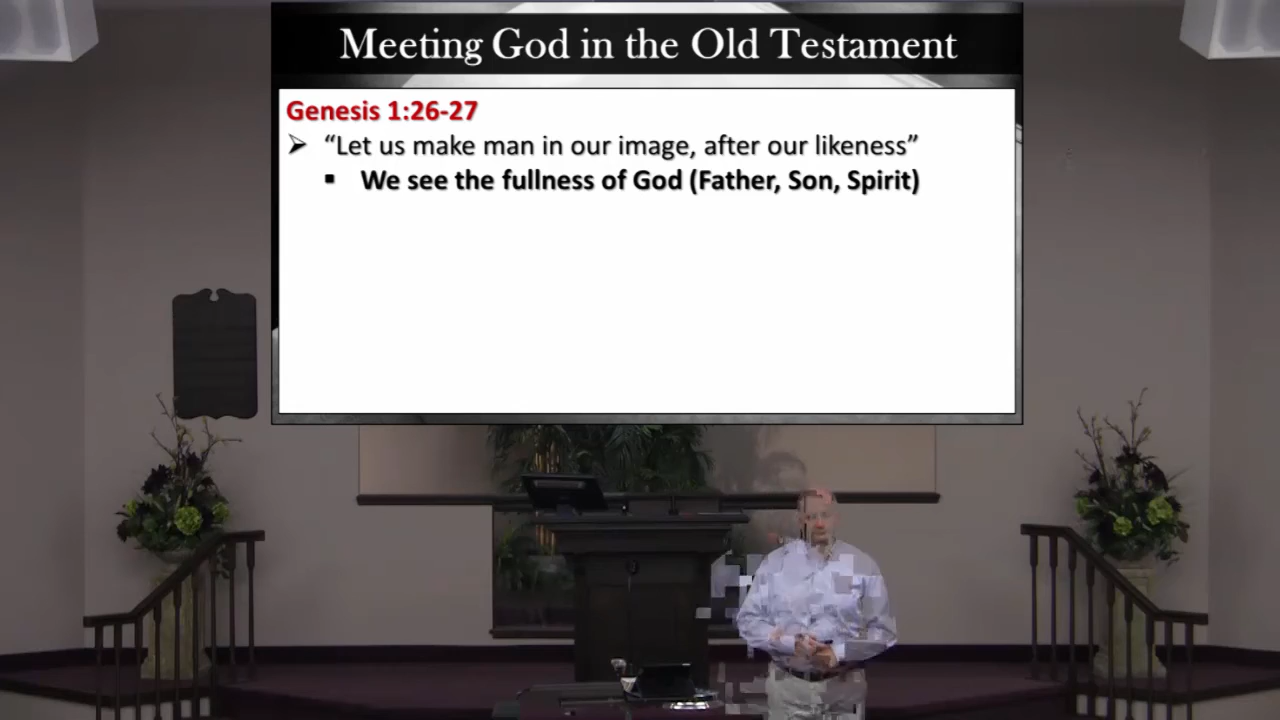 Meeting God in the Old Testament
Genesis 1:26-27
➢ “Let us make man in our image, after our likeness”
▪ We see the fullness of God (Father, Son, Spirit)